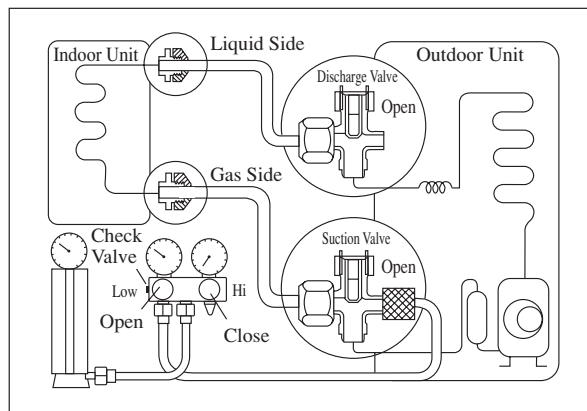 Indoor Unit
Liquid Side
Outdoor Unit
Discharge Valve
Open
Gas Side
Suction Valve
Open
Check
Valve
Low
Hi
Open
Close